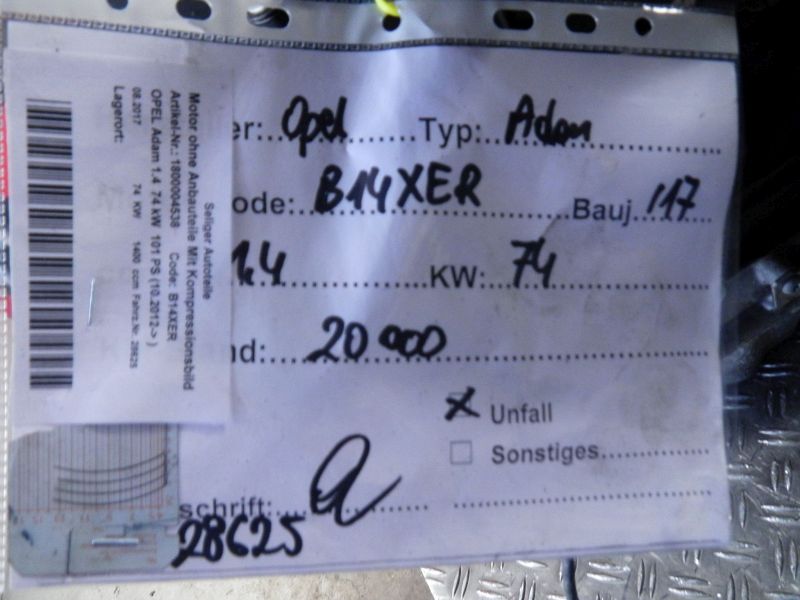 er: Opel Typ: Adam
ode: B14XER Bauj. 17
1,4 KW: 74
nd: 20 000
x Unfall
Sonstiges
schrift:
28625
Seliger Autoteile
Motor ohne Anbauteile Mit Kompressionsbild
Artikel-Nr.: 1800004538 Code: B14XER
OPEL Adam 1.4 74 kW 101 PS (10.2012-> )
08.2017 74 KW 1400 ccm Fahrz.Nr. 28625
Lagerort: